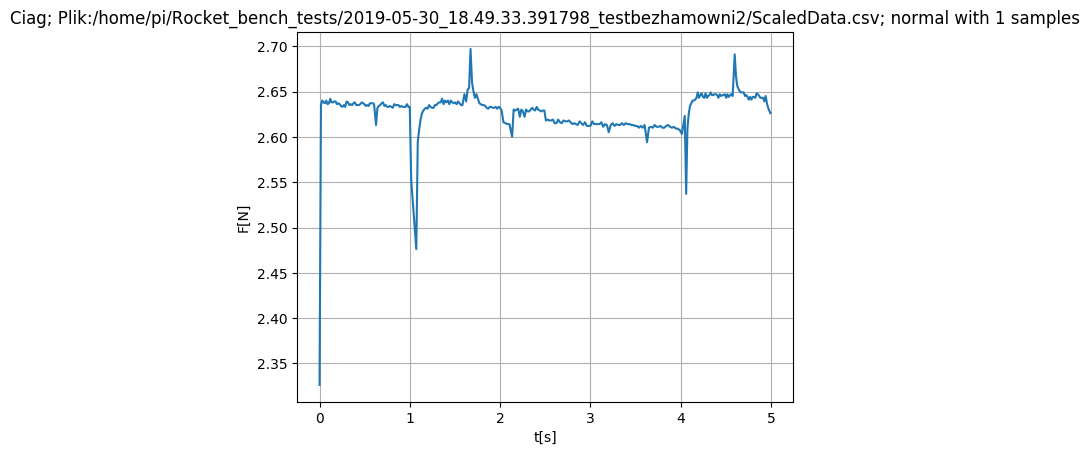 Ciag; Plik:/home/pi/Rocket_bench_tests/2019-05-30_18.49.33.391798_testbezhamowni2/ScaledData.csv; normal with 1 samples
2.70
2.65
2.60
2.55
2.50
2.45
2.40
2.35
F[N]
0 1 2 3 4 5
t[s]